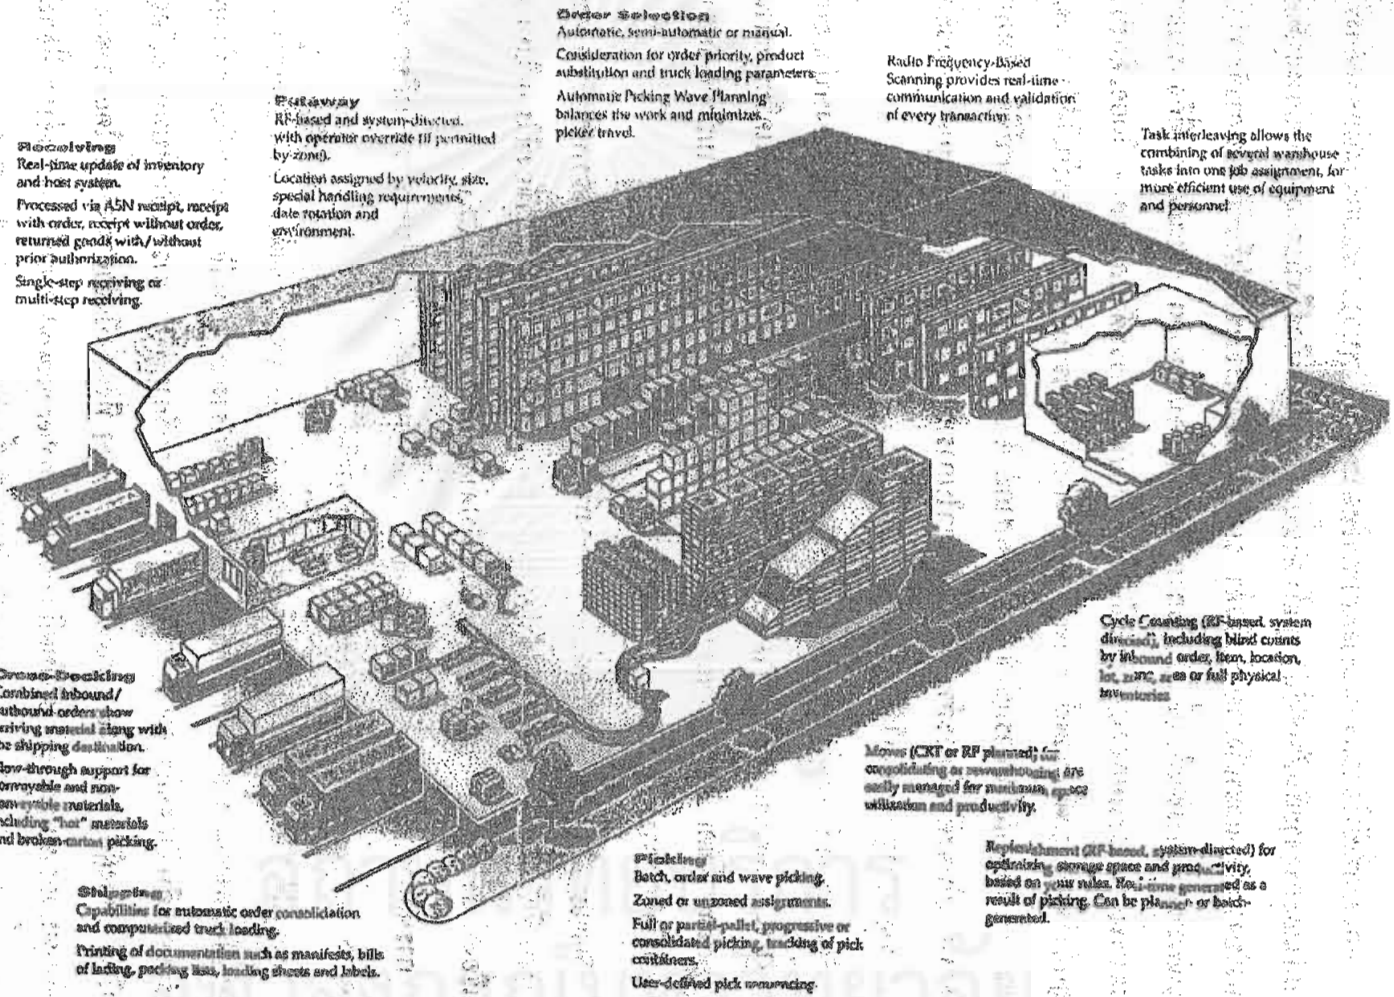 Order Selection
Automatic, semi-automatic or manual.
Consideration for order priority, product
substitution and truck loading parameters.
Automatic Picking Wave Planning
balances the work and minimizes
picker travel.
Radio Frequency-Based
Scanning provides real-time
communication and validation
of every transaction.
Putaway
RF-based and system-directed,
with operator override (if permitted
by zone).
Location assigned by velocity, size,
special handling requirements,
date rotation and
environment.
Task interleaving allows the
combining of several warehouse
tasks into one job assignment, for
more efficient use of equipment
and personnel.
Receiving
Real-time update of inventory
and host system.
Processed via ASN receipt, receipt
with order, receipt without order,
returned goods with/without
prior authorization.
Single-step receiving or
multi-step receiving.
Cycle Counting (RF-based, system
directed), including blind counts
by inbound order, item, location,
lot, zone, area or full physical
inventories
Cross-Docking
Combined inbound/
outbound orders show
arriving material along with
the shipping destination.
Flow-through support for
conveyable and non-
conveyable materials,
including "hot" materials
and broken-carton picking.
Moves (CRT or RF planned) for
consolidating or rewarehousing are
easily managed for maximum space
utilization and productivity.
Replenishment (RF-based, system-directed) for
optimizing storage space and productivity,
based on your rules. Real-time generated as a
result of picking. Can be planned or batch-
generated.
Shipping
Capabilities for automatic order consolidation
and computerized truck loading.
Printing of documentation such as manifests, bills
of lading, packing lists, loading sheets and labels.
Picking
Batch, order and wave picking.
Zoned or unzoned assignments.
Full or partial-pallet, progressive or
consolidated picking, tracking of pick
containers.
User-defined pick sequencing.